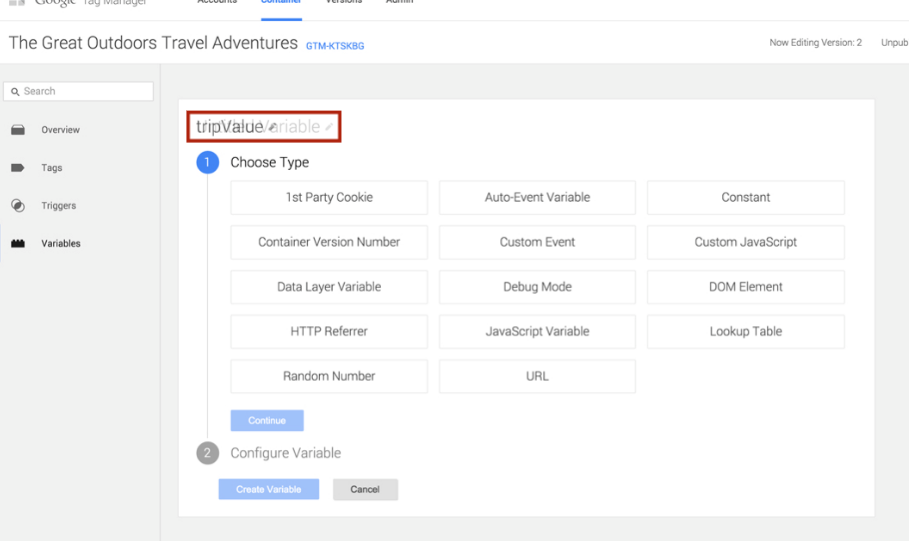 Google Tag Manager Accounts Container Versions Admin
The Great Outdoors Travel Adventures GTM-KTSKBG Now Editing Version: 2 Unpub
Search
Overview
Tags
Triggers
Variables
tripValue Variable
1 Choose Type
1st Party Cookie Auto-Event Variable Constant
Container Version Number Custom Event Custom JavaScript
Data Layer Variable Debug Mode DOM Element
HTTP Referrer JavaScript Variable Lookup Table
Random Number URL
Continue
2 Configure Variable
Create Variable Cancel